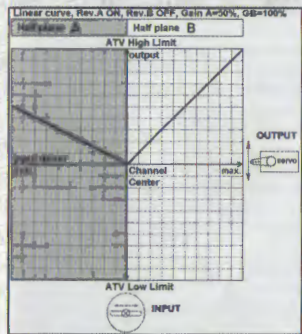 Linear curve, Rev.A ON, Rev.B OFF, Gain A=50%, GB=100%
Half plane A
Half plane B
ATV High Limit
output
OUTPUT
servo
Channel
max.
Center
ATV Low Limit
INPUT